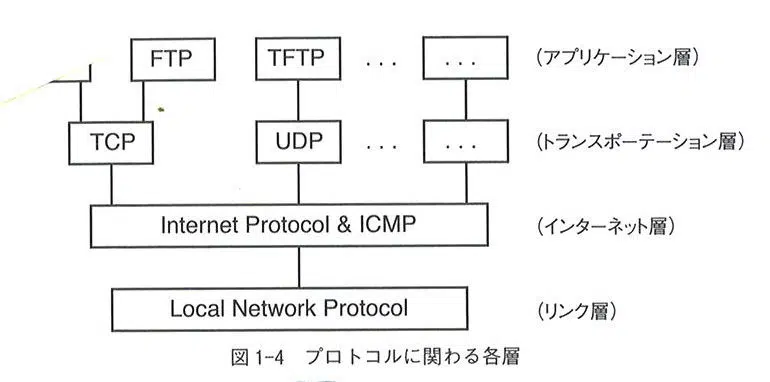 FTP TFTP ... ... (アプリケーション層)
TCP UDP ... ... (トランスポーテーション層)
Internet Protocol & ICMP (インターネット層)
Local Network Protocol (リンク層)
図1-4 プロトコルに関わる各層